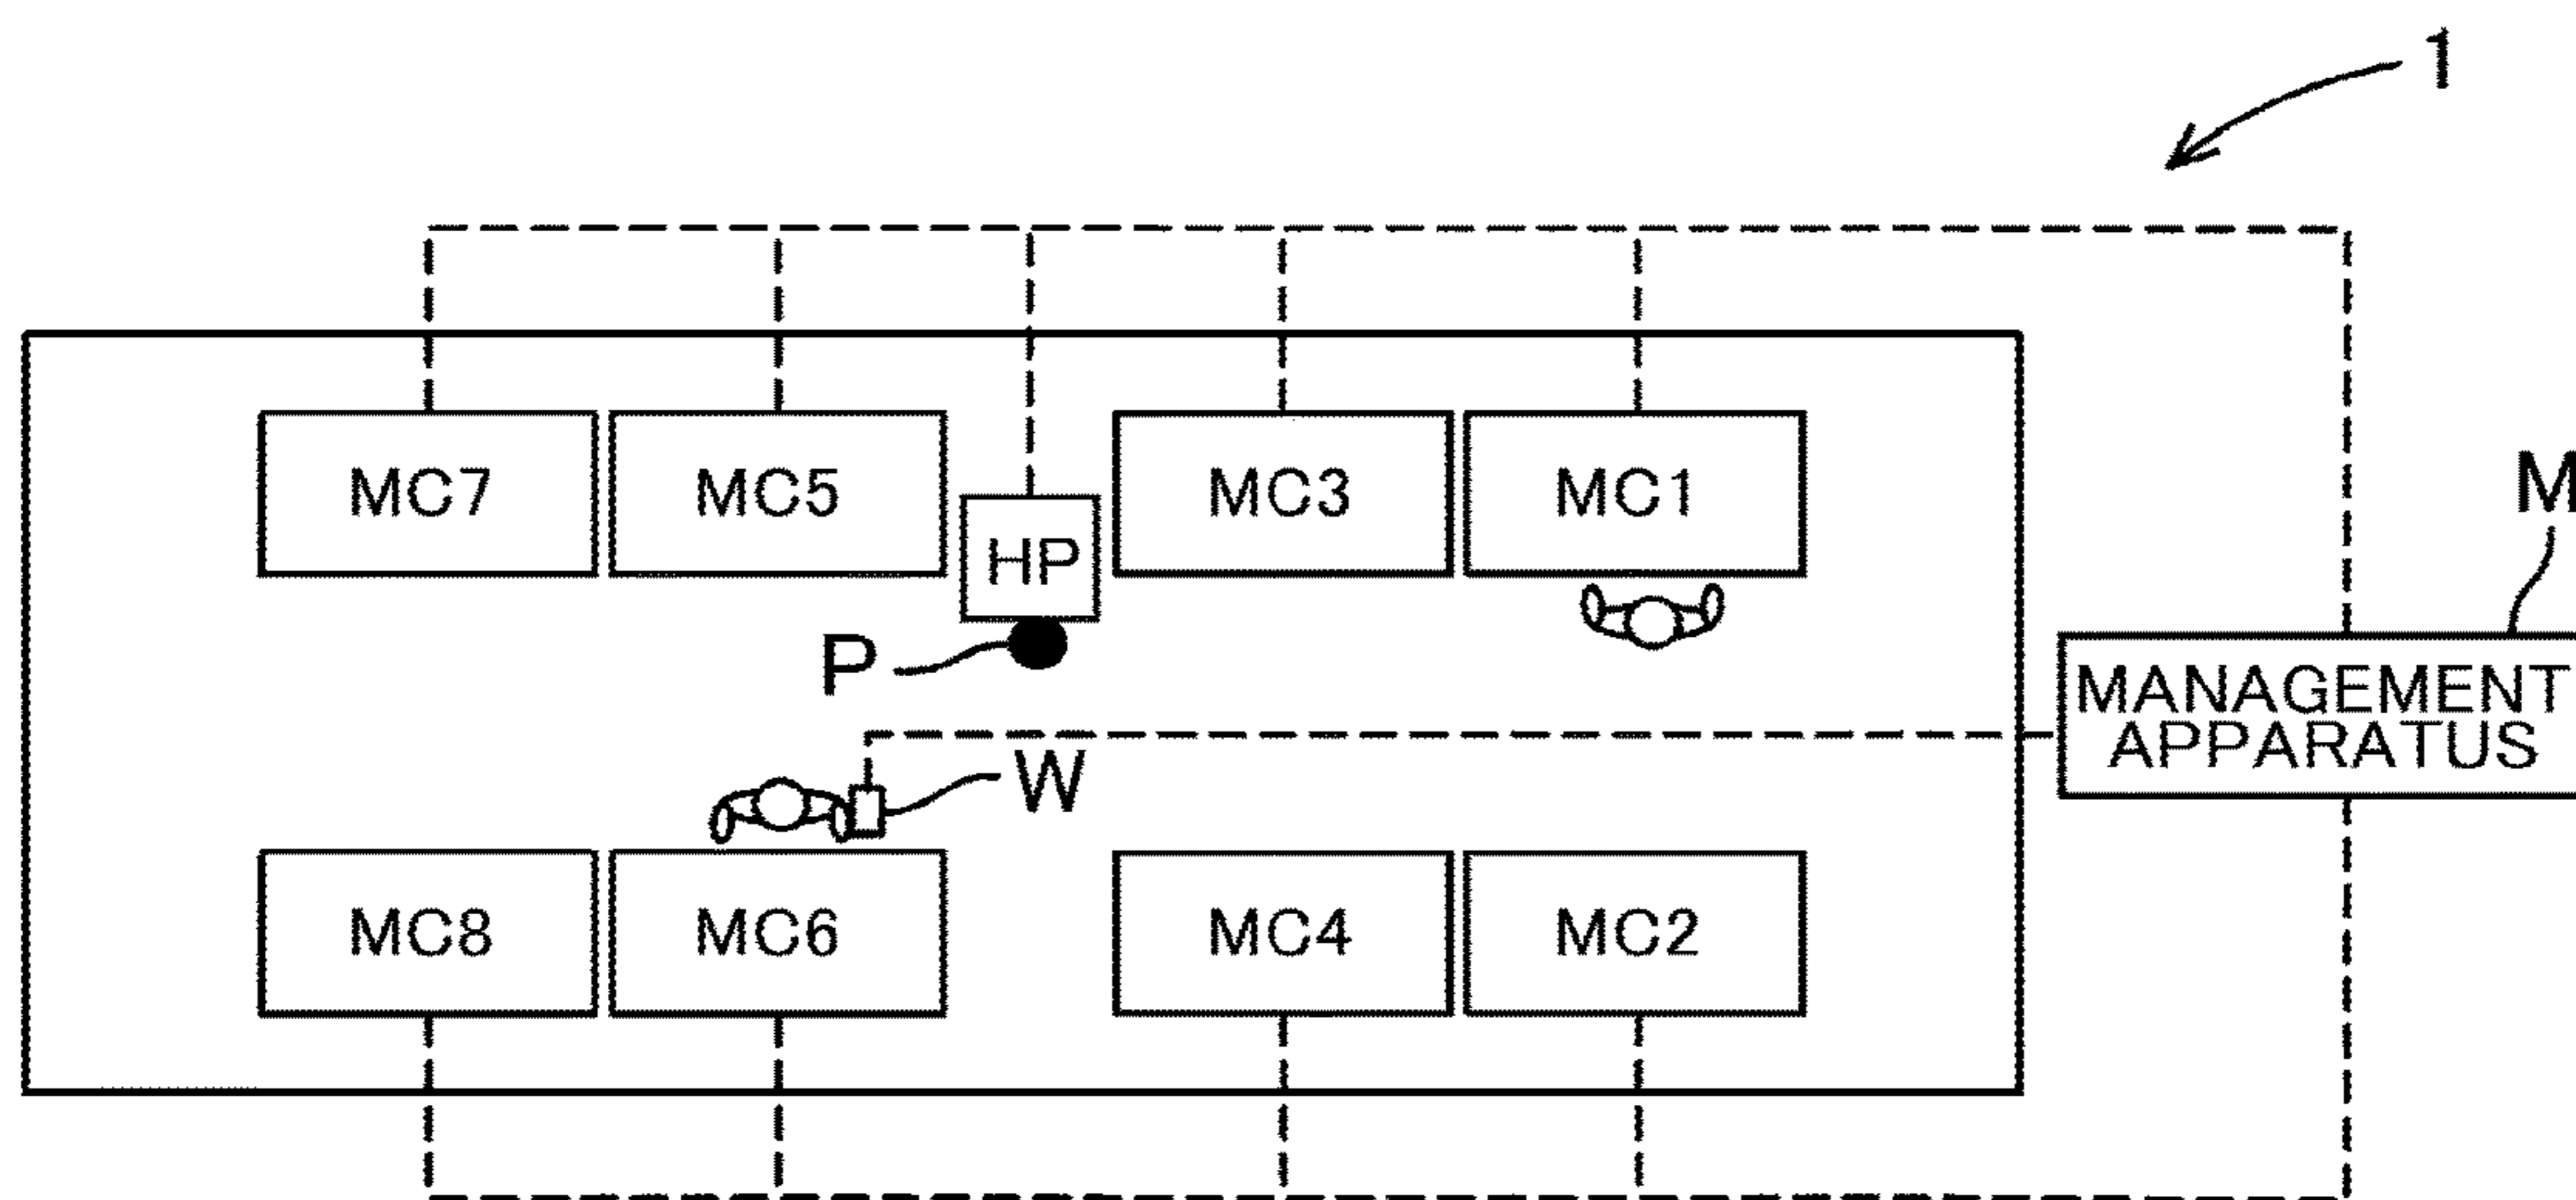 1
MC7 MC5 MC3 MC1
M
HP
P
MANAGEMENT
APPARATUS
W
MC8 MC6 MC4 MC2